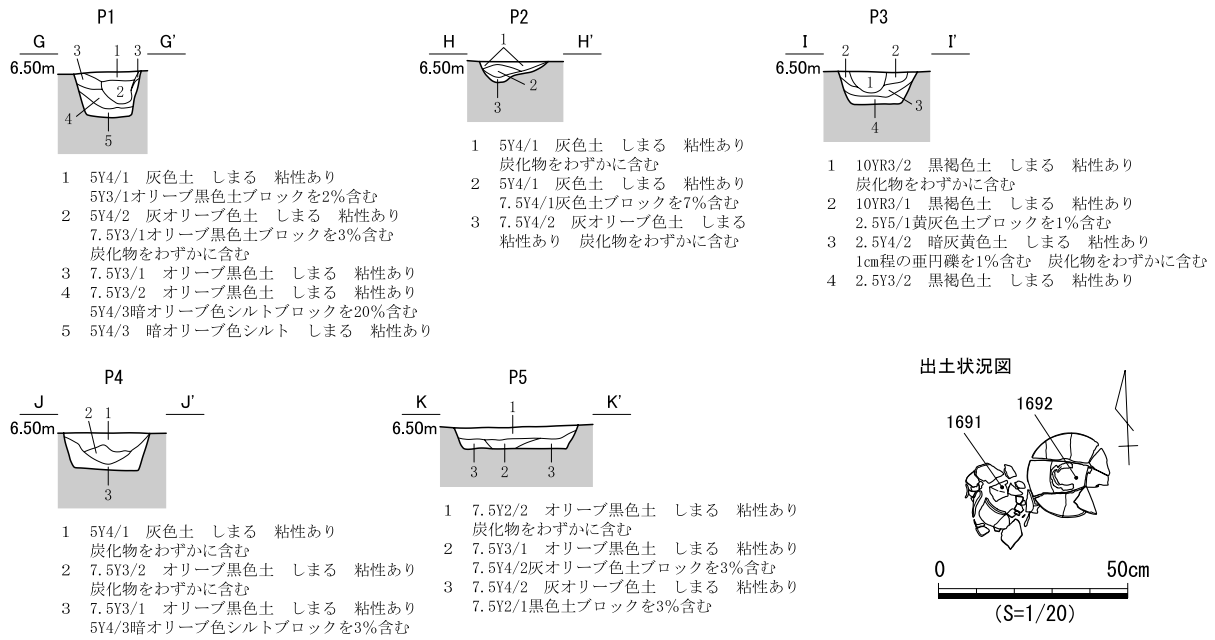 P1
G 3 1 3 G'
6.50m
2
4
5
1 5Y4/1 灰色土 しまる 粘性あり
5Y3/1オリーブ黒色土ブロックを2%含む
2 5Y4/2 灰オリーブ色土 しまる 粘性あり
7.5Y3/1オリーブ黒色土ブロックを3%含む
炭化物をわずかに含む
3 7.5Y3/1 オリーブ黒色土 しまる 粘性あり
4 7.5Y3/2 オリーブ黒色土 しまる 粘性あり
5Y4/3暗オリーブ色シルトブロックを20%含む
5 5Y4/3 暗オリーブ色シルト しまる 粘性あり
P2
H 1 H'
6.50m
2
3
1 5Y4/1 灰色土 しまる 粘性あり
炭化物をわずかに含む
2 5Y4/1 灰色土 しまる 粘性あり
7.5Y4/1灰色土ブロックを7%含む
3 7.5Y4/2 灰オリーブ色土 しまる
粘性あり 炭化物をわずかに含む
P3
I 2 2 I'
6.50m
1
3
4
1 10YR3/2 黒褐色土 しまる 粘性あり
炭化物をわずかに含む
2 10YR3/1 黒褐色土 しまる 粘性あり
2.5Y5/1黄灰色土ブロックを1%含む
3 2.5Y4/2 暗灰黄色土 しまる 粘性あり
1㎝程の亜円礫を1%含む 炭化物をわずかに含む
4 2.5Y3/2 黒褐色土 しまる 粘性あり
P4
J 2 1 J'
6.50m
3
1 5Y4/1 灰色土 しまる 粘性あり
炭化物をわずかに含む
2 7.5Y3/2 オリーブ黒色土 しまる 粘性あり
炭化物をわずかに含む
3 7.5Y3/1 オリーブ黒色土 しまる 粘性あり
5Y4/3暗オリーブ色シルトブロックを3%含む
P5
K 1 K'
6.50m
3 2 3
1 7.5Y2/2 オリーブ黒色土 しまる 粘性あり
炭化物をわずかに含む
2 7.5Y3/1 オリーブ黒色土 しまる 粘性あり
7.5Y4/2灰オリーブ色土ブロックを3%含む
3 7.5Y4/2 灰オリーブ色土 しまる 粘性あり
7.5Y2/1黒色土ブロックを3%含む
出土状況図
1692
1691
0 50cm
(S=1/20)